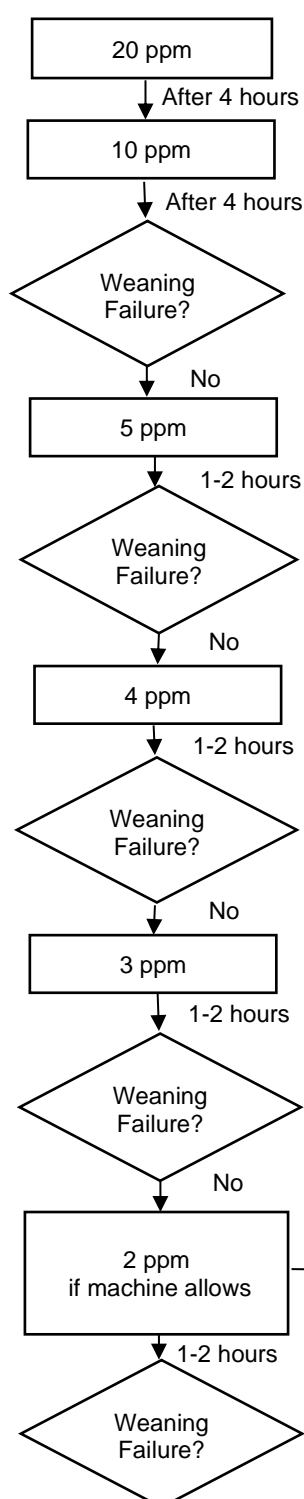 20 ppm
After 4 hours
10 ppm
After 4 hours
Weaning
Failure?
No
5 ppm
1-2 hours
Weaning
Failure?
No
4 ppm
1-2 hours
Weaning
Failure?
No
3 ppm
1-2 hours
Weaning
Failure?
No
2 ppm
if machine allows
1-2 hours
Weaning
Failure?